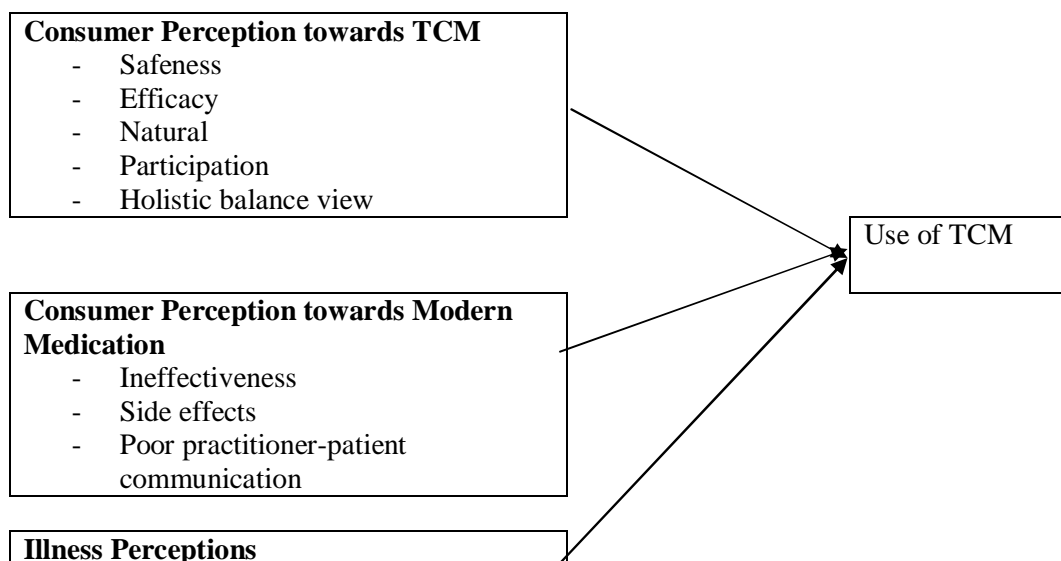 Consumer Perception towards TCM
- Safeness
- Efficacy
- Natural
- Participation
- Holistic balance view
Use of TCM
Consumer Perception towards Modern
Medication
- Ineffectiveness
- Side effects
- Poor practitioner-patient
communication
Illness Perceptions